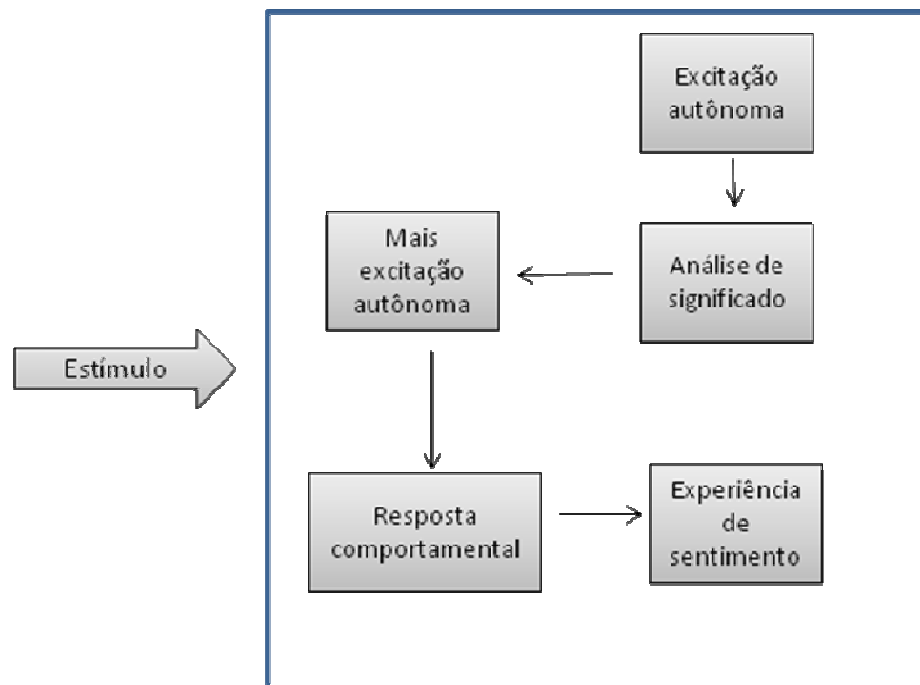 Excitação
autônoma
Mais
excitação
autônoma
Análise de
significado
Estímulo
Resposta
comportamental
Experiência
de
sentimento